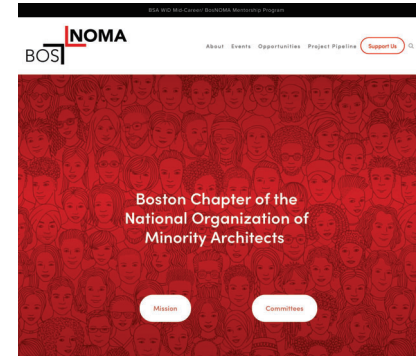 BSA WiD Mid-Career/ BosNOMA Mentorship Program
BOS NOMA
About Events Opportunities Project Pipeline Support Us
Boston Chapter of the
National Organization of
Minority Architects
Mission Committees